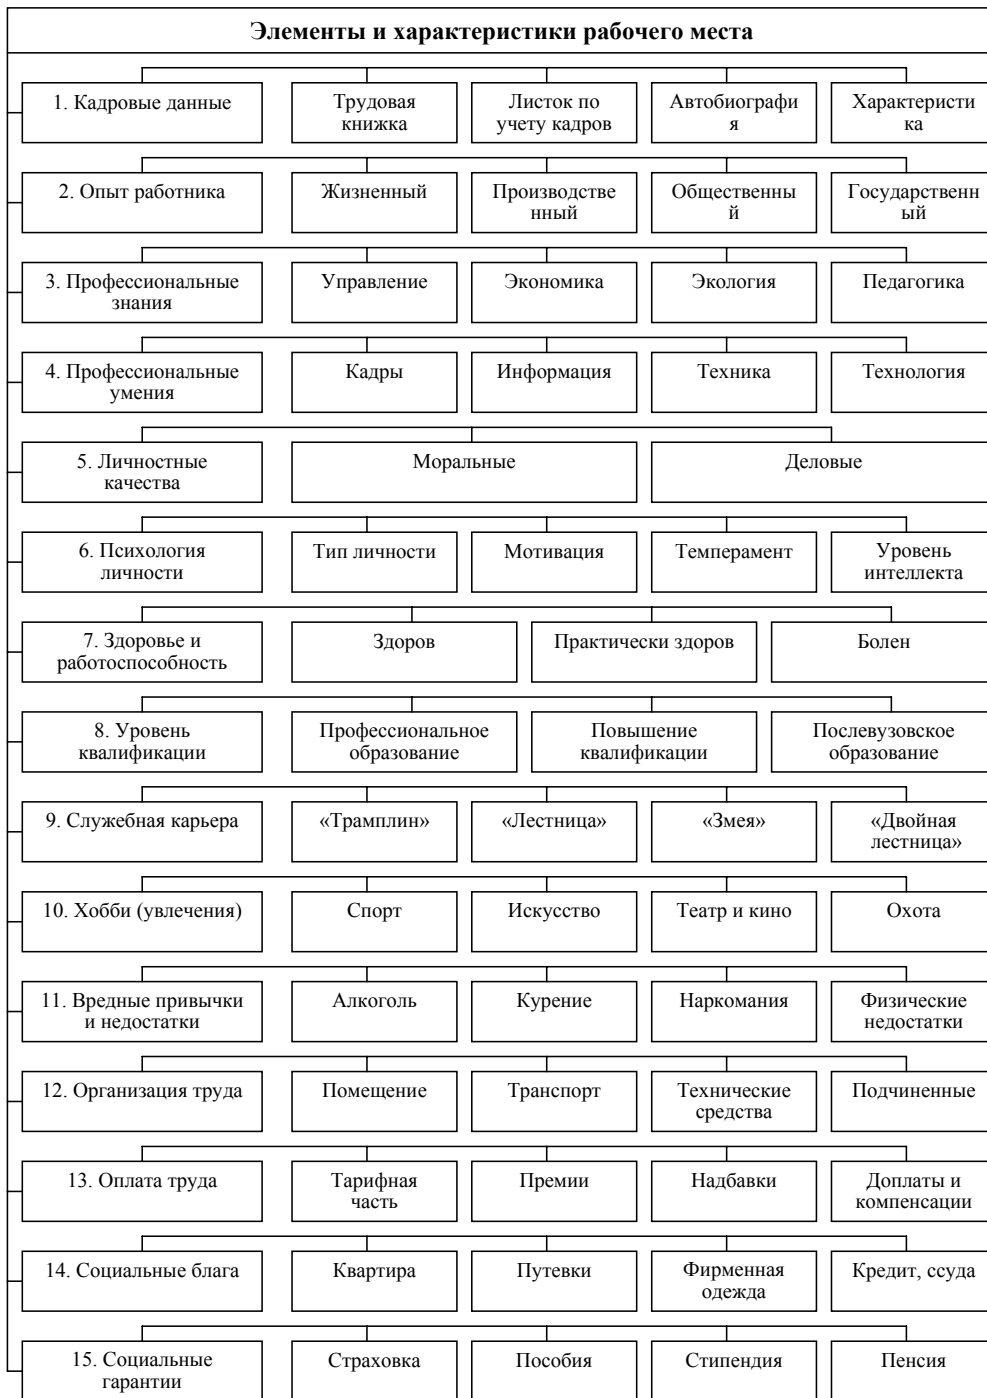 Элементы и характеристики рабочего места
1. Кадровые данные
Трудовая
книжка
Листок по
учету кадров
Автобиографи
я
Характеристи
ка
2. Опыт работника
Жизненный
Производстве
нный
Общественны
й
Государственн
ый
3. Профессиональные
знания
Управление
Экономика
Экология
Педагогика
4. Профессиональные
умения
Кадры
Информация
Техника
Технология
5. Личностные
качества
Моральные
Деловые
6. Психология
личности
Тип личности
Мотивация
Темперамент
Уровень
интеллекта
7. Здоровье и
работоспособность
Здоров
Практически здоров
Болен
8. Уровень
квалификации
Профессиональное
образование
Повышение
квалификации
Послевузовское
образование
9. Служебная карьера
«Трамплин»
«Лестница»
«Змея»
«Двойная
лестница»
10. Хобби (увлечения)
Спорт
Искусство
Театр и кино
Охота
11. Вредные привычки
и недостатки
Алкоголь
Курение
Наркомания
Физические
недостатки
12. Организация труда
Помещение
Транспорт
Технические
средства
Подчиненные
13. Оплата труда
Тарифная
часть
Премии
Надбавки
Доплаты и
компенсации
14. Социальные блага
Квартира
Путевки
Фирменная
одежда
Кредит, ссуда
15. Социальные
гарантии
Страховка
Пособия
Стипендия
Пенсия